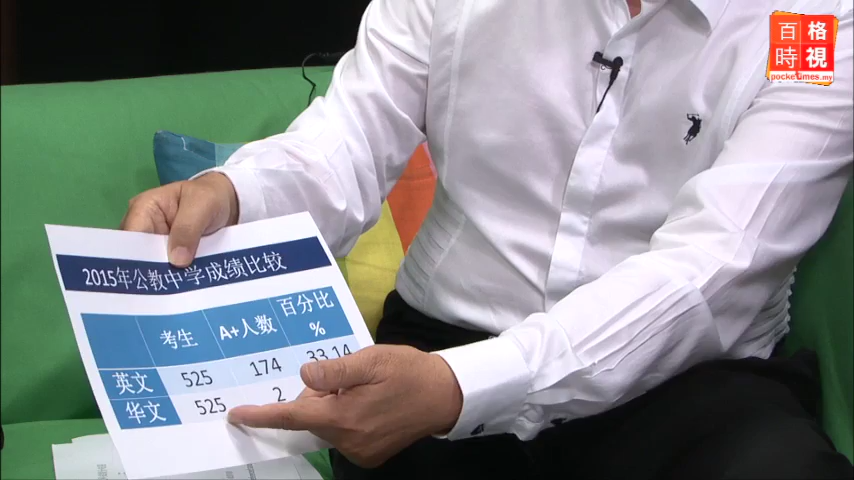 百格
時視
pocketimes.my
2015年公教中学成绩比较
考生 A+人数 百分比 %
英文 525 174 33.14
华文 525 2